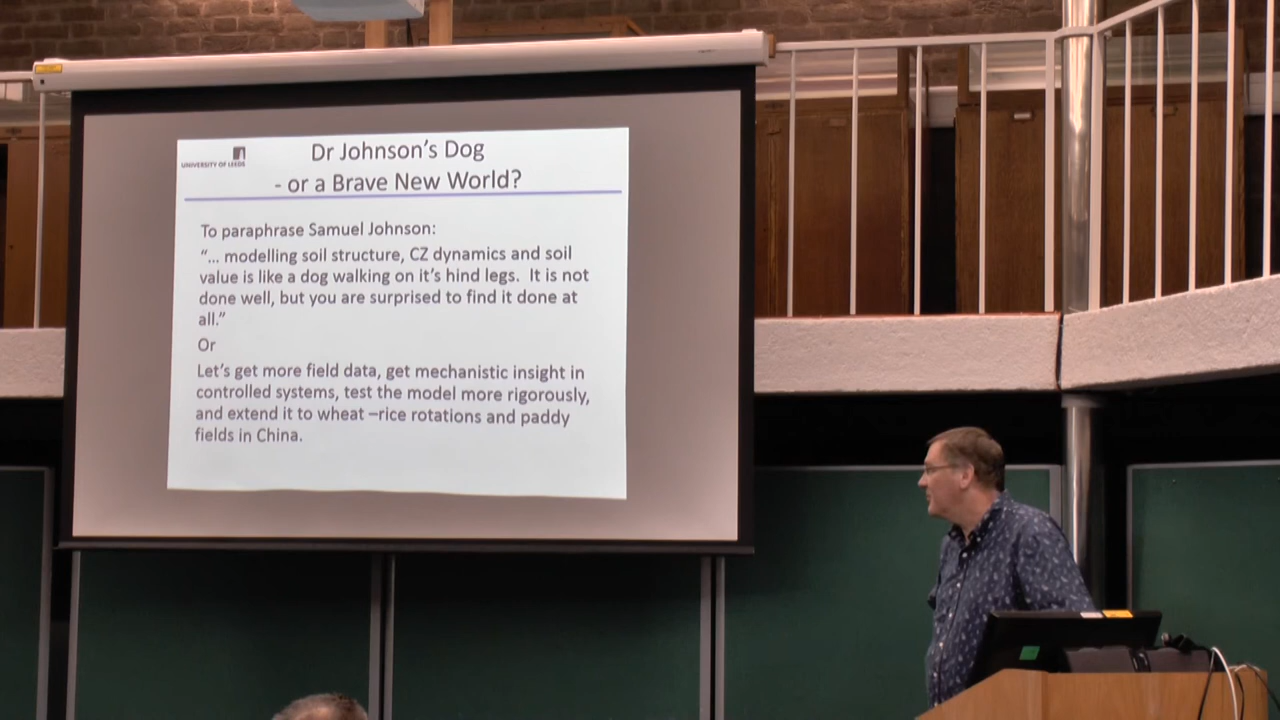 UNIVERSITY OF LEEDS
Dr Johnson's Dog
- or a Brave New World?
To paraphrase Samuel Johnson:
"... modelling soil structure, CZ dynamics and soil
value is like a dog walking on it's hind legs. It is not
done well, but you are surprised to find it done at
all."
Or
Let's get more field data, get mechanistic insight in
controlled systems, test the model more rigorously,
and extend it to wheat –rice rotations and paddy
fields in China.